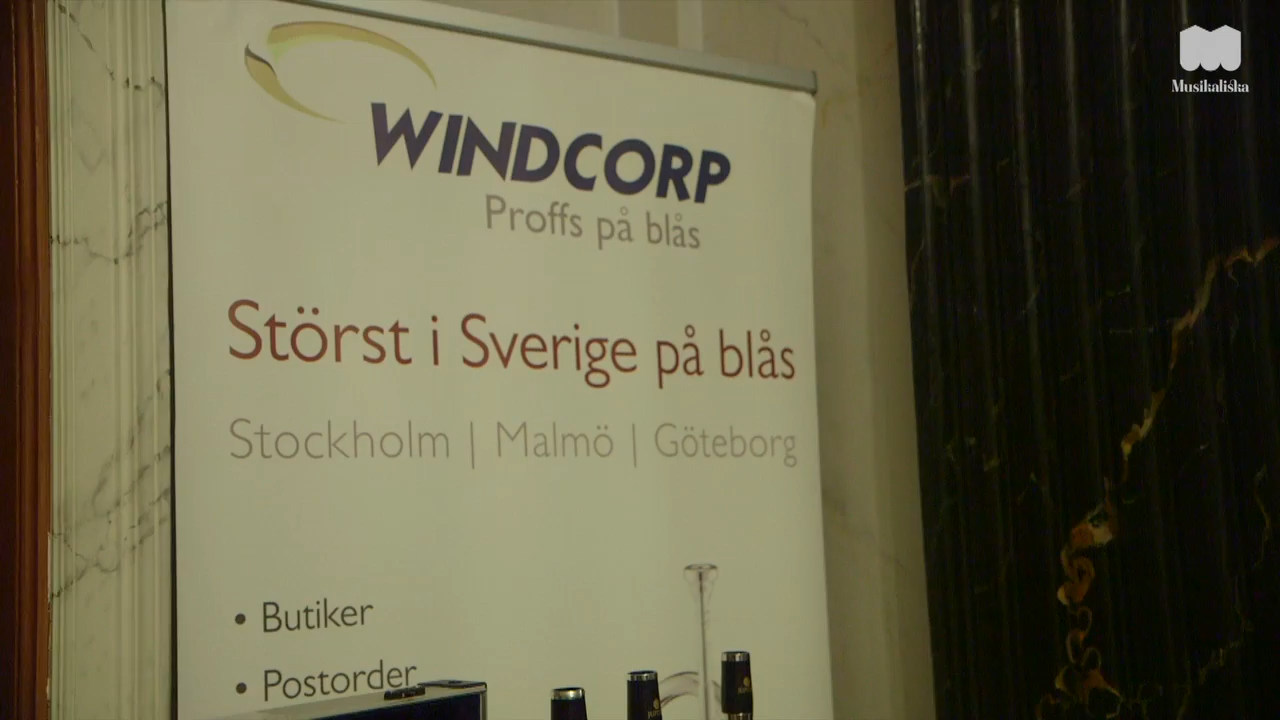 Musikaliska
WINDCORP
Proffs på blås
Störst i Sverige på blås
Stockholm | Malmö | Göteborg
• Butiker
• Postorder